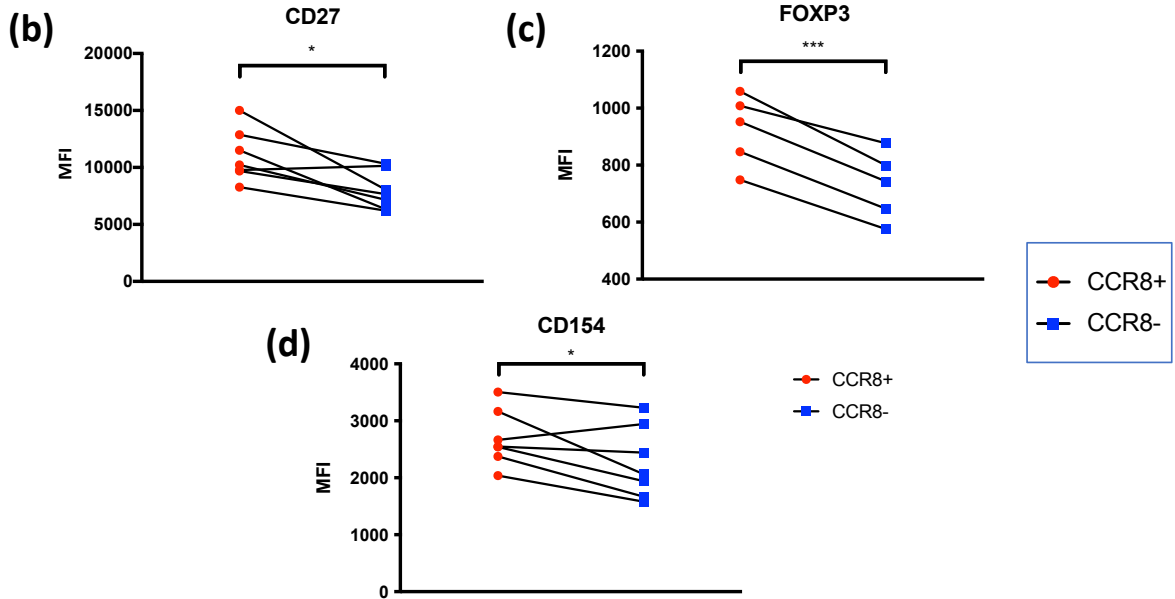 (b)
CD27
*
20000
15000
10000
5000
0
MFI
(c)
FOXP3
***
1200
1000
800
600
400
MFI
CCR8+
CCR8-
(d)
CD154
*
4000
3000
2000
1000
0
MFI
CCR8+
CCR8-